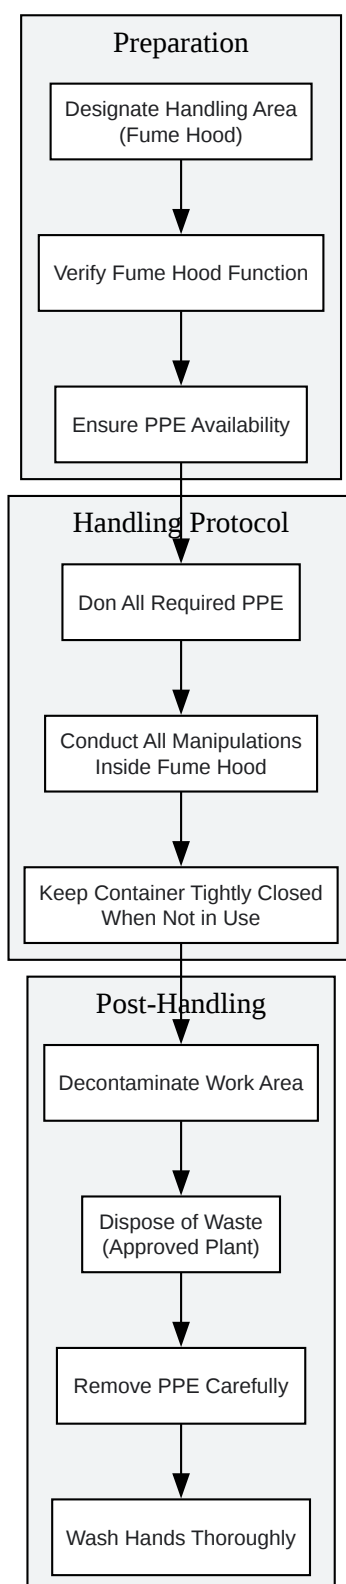 Preparation
Designate Handling Area
(Fume Hood)
Verify Fume Hood Function
Ensure PPE Availability
Handling Protocol
Don All Required PPE
Conduct All Manipulations
Inside Fume Hood
Keep Container Tightly Closed
When Not in Use
Post-Handling
Decontaminate Work Area
Dispose of Waste
(Approved Plant)
Remove PPE Carefully
Wash Hands Thoroughly